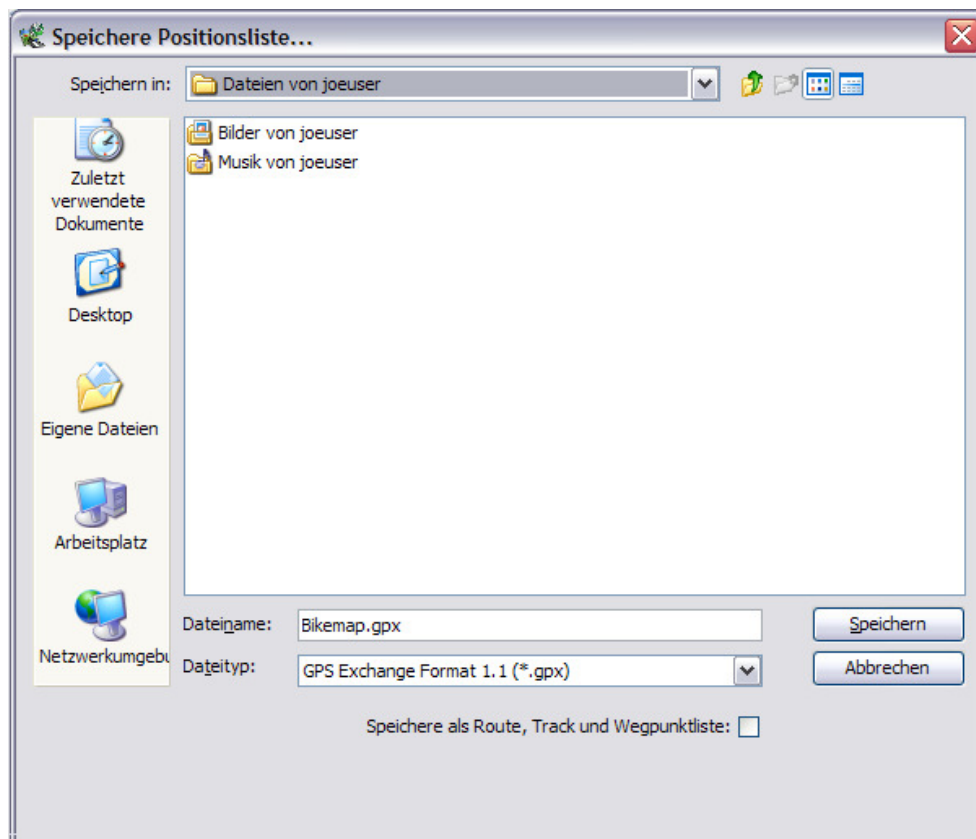 Speichere Positionsliste...
Speichern in:
Dateien von joeuser
Bilder von joeuser
Musik von joeuser
Zuletzt
verwendete
Dokumente
Desktop
Eigene Dateien
Arbeitsplatz
Netzwerkumgebu
Dateiname:
Bikemap.gpx
Speichern
Dateityp:
GPS Exchange Format 1.1 (*.gpx)
Abbrechen
Speichere als Route, Track und Wegpunktliste: